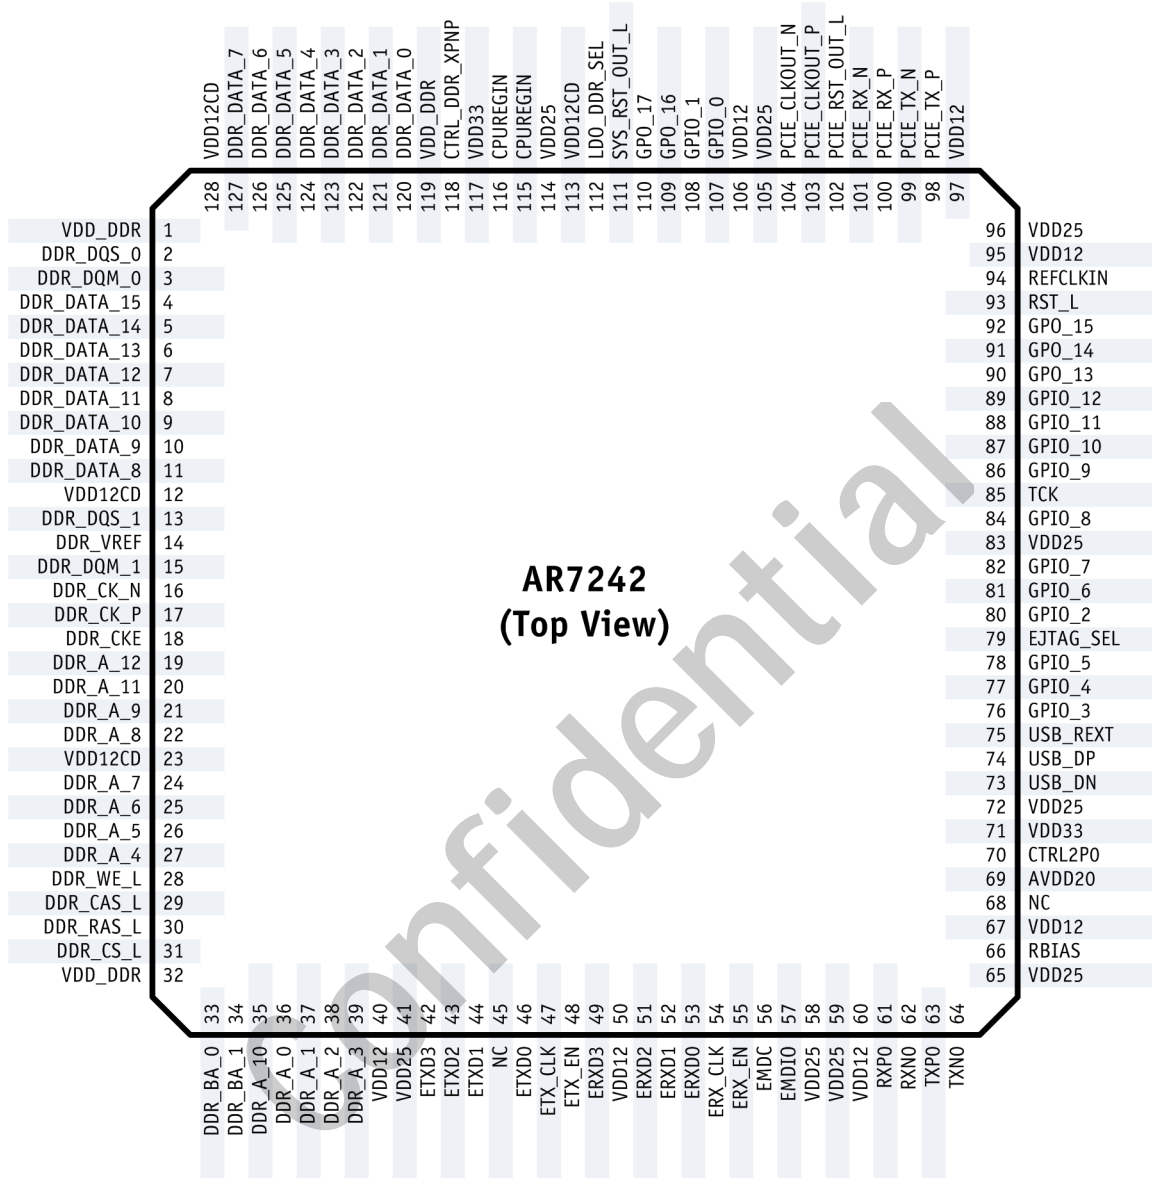 VDD12CD 128
DDR_DATA_7 127
DDR_DATA_6 126
DDR_DATA_5 125
DDR_DATA_4 124
DDR_DATA_3 123
DDR_DATA_2 122
DDR_DATA_1 121
DDR_DATA_0 120
VDD_DDR 119
CTRL_DDR_XPNP 118
VDD33 117
CPUREGIN 116
CPUREGIN 115
VDD25 114
VDD12CD 113
LDO_DDR_SEL 112
SYS_RST_OUT_L 111
GPO_17 110
GPO_16 109
GPIO_1 108
GPIO_0 107
VDD12 106
VDD25 105
PCIE_CLKOUT_N 104
PCIE_CLKOUT_P 103
PCIE_RST_OUT_L 102
PCIE_RX_N 101
PCIE_RX_P 100
PCIE_TX_N 99
PCIE_TX_P 98
VDD12 97
VDD_DDR 1
DDR_DQS_0 2
DDR_DQM_0 3
DDR_DATA_15 4
DDR_DATA_14 5
DDR_DATA_13 6
DDR_DATA_12 7
DDR_DATA_11 8
DDR_DATA_10 9
DDR_DATA_9 10
DDR_DATA_8 11
VDD12CD 12
DDR_DQS_1 13
DDR_VREF 14
DDR_DQM_1 15
DDR_CK_N 16
DDR_CK_P 17
DDR_CKE 18
DDR_A_12 19
DDR_A_11 20
DDR_A_9 21
DDR_A_8 22
VDD12CD 23
DDR_A_7 24
DDR_A_6 25
DDR_A_5 26
DDR_A_4 27
DDR_WE_L 28
DDR_CAS_L 29
DDR_RAS_L 30
DDR_CS_L 31
VDD_DDR 32
AR7242
(Top View)
Confidential
96 VDD25
95 VDD12
94 REFCLKIN
93 RST_L
92 GPO_15
91 GPO_14
90 GPO_13
89 GPIO_12
88 GPIO_11
87 GPIO_10
86 GPIO_9
85 TCK
84 GPIO_8
83 VDD25
82 GPIO_7
81 GPIO_6
80 GPIO_2
79 EJTAG_SEL
78 GPIO_5
77 GPIO_4
76 GPIO_3
75 USB_REXT
74 USB_DP
73 USB_DN
72 VDD25
71 VDD33
70 CTRL2P0
69 AVDD20
68 NC
67 VDD12
66 RBIAS
65 VDD25
33 DDR_BA_0
34 DDR_BA_1
35 DDR_A_10
36 DDR_A_0
37 DDR_A_1
38 DDR_A_2
39 DDR_A_3
40 VDD12
41 VDD25
42 ETXD3
43 ETXD2
44 ETXD1
45 NC
46 ETXD0
47 ETX_CLK
48 ETX_EN
49 ERXD3
50 VDD12
51 ERXD2
52 ERXD1
53 ERXD0
54 ERX_CLK
55 ERX_EN
56 EMDC
57 EMDIO
58 VDD25
59 VDD25
60 VDD12
61 RXP0
62 RXN0
63 TXP0
64 TXN0